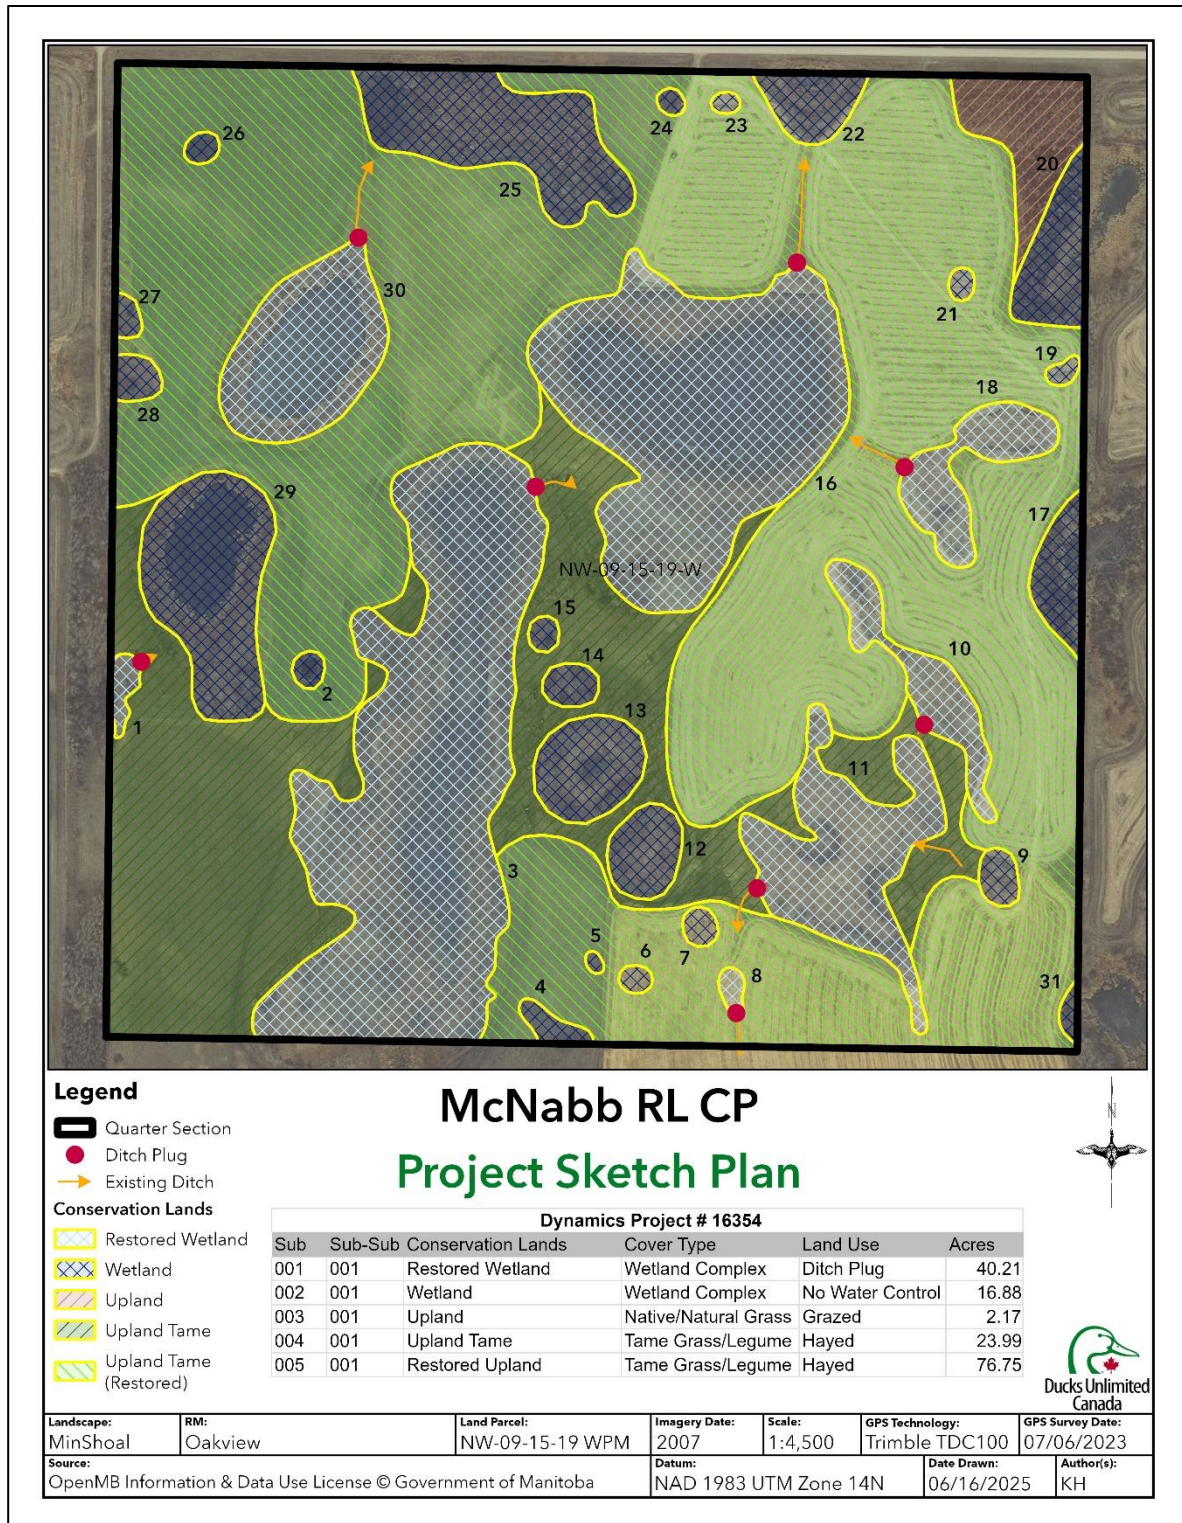 26
24
23
22
20
25
27
30
21
19
28
18
29
16
17
NW-09-15-19-W
15
14
10
2
13
1
11
12
3
9
5
6
7
8
4
31
Legend
Quarter Section
Ditch Plug
Existing Ditch
Conservation Lands
Restored Wetland
Wetland
Upland
Upland Tame
Upland Tame
(Restored)
McNabb RL CP
Project Sketch Plan
N
Dynamics Project # 16354
Sub Sub-Sub Conservation Lands Cover Type Land Use Acres
001 001 Restored Wetland Wetland Complex Ditch Plug 40.21
002 001 Wetland Wetland Complex No Water Control 16.88
003 001 Upland Native/Natural Grass Grazed 2.17
004 001 Upland Tame Tame Grass/Legume Hayed 23.99
005 001 Restored Upland Tame Grass/Legume Hayed 76.75
Ducks Unlimited
Canada
Landscape: RM: Land Parcel: Imagery Date: Scale: GPS Technology: GPS Survey Date:
MinShoal Oakview NW-09-15-19 WPM 2007 1:4,500 Trimble TDC100 07/06/2023
Source: Datum: Date Drawn: Author(s):
OpenMB Information & Data Use License © Government of Manitoba NAD 1983 UTM Zone 14N 06/16/2025 KH